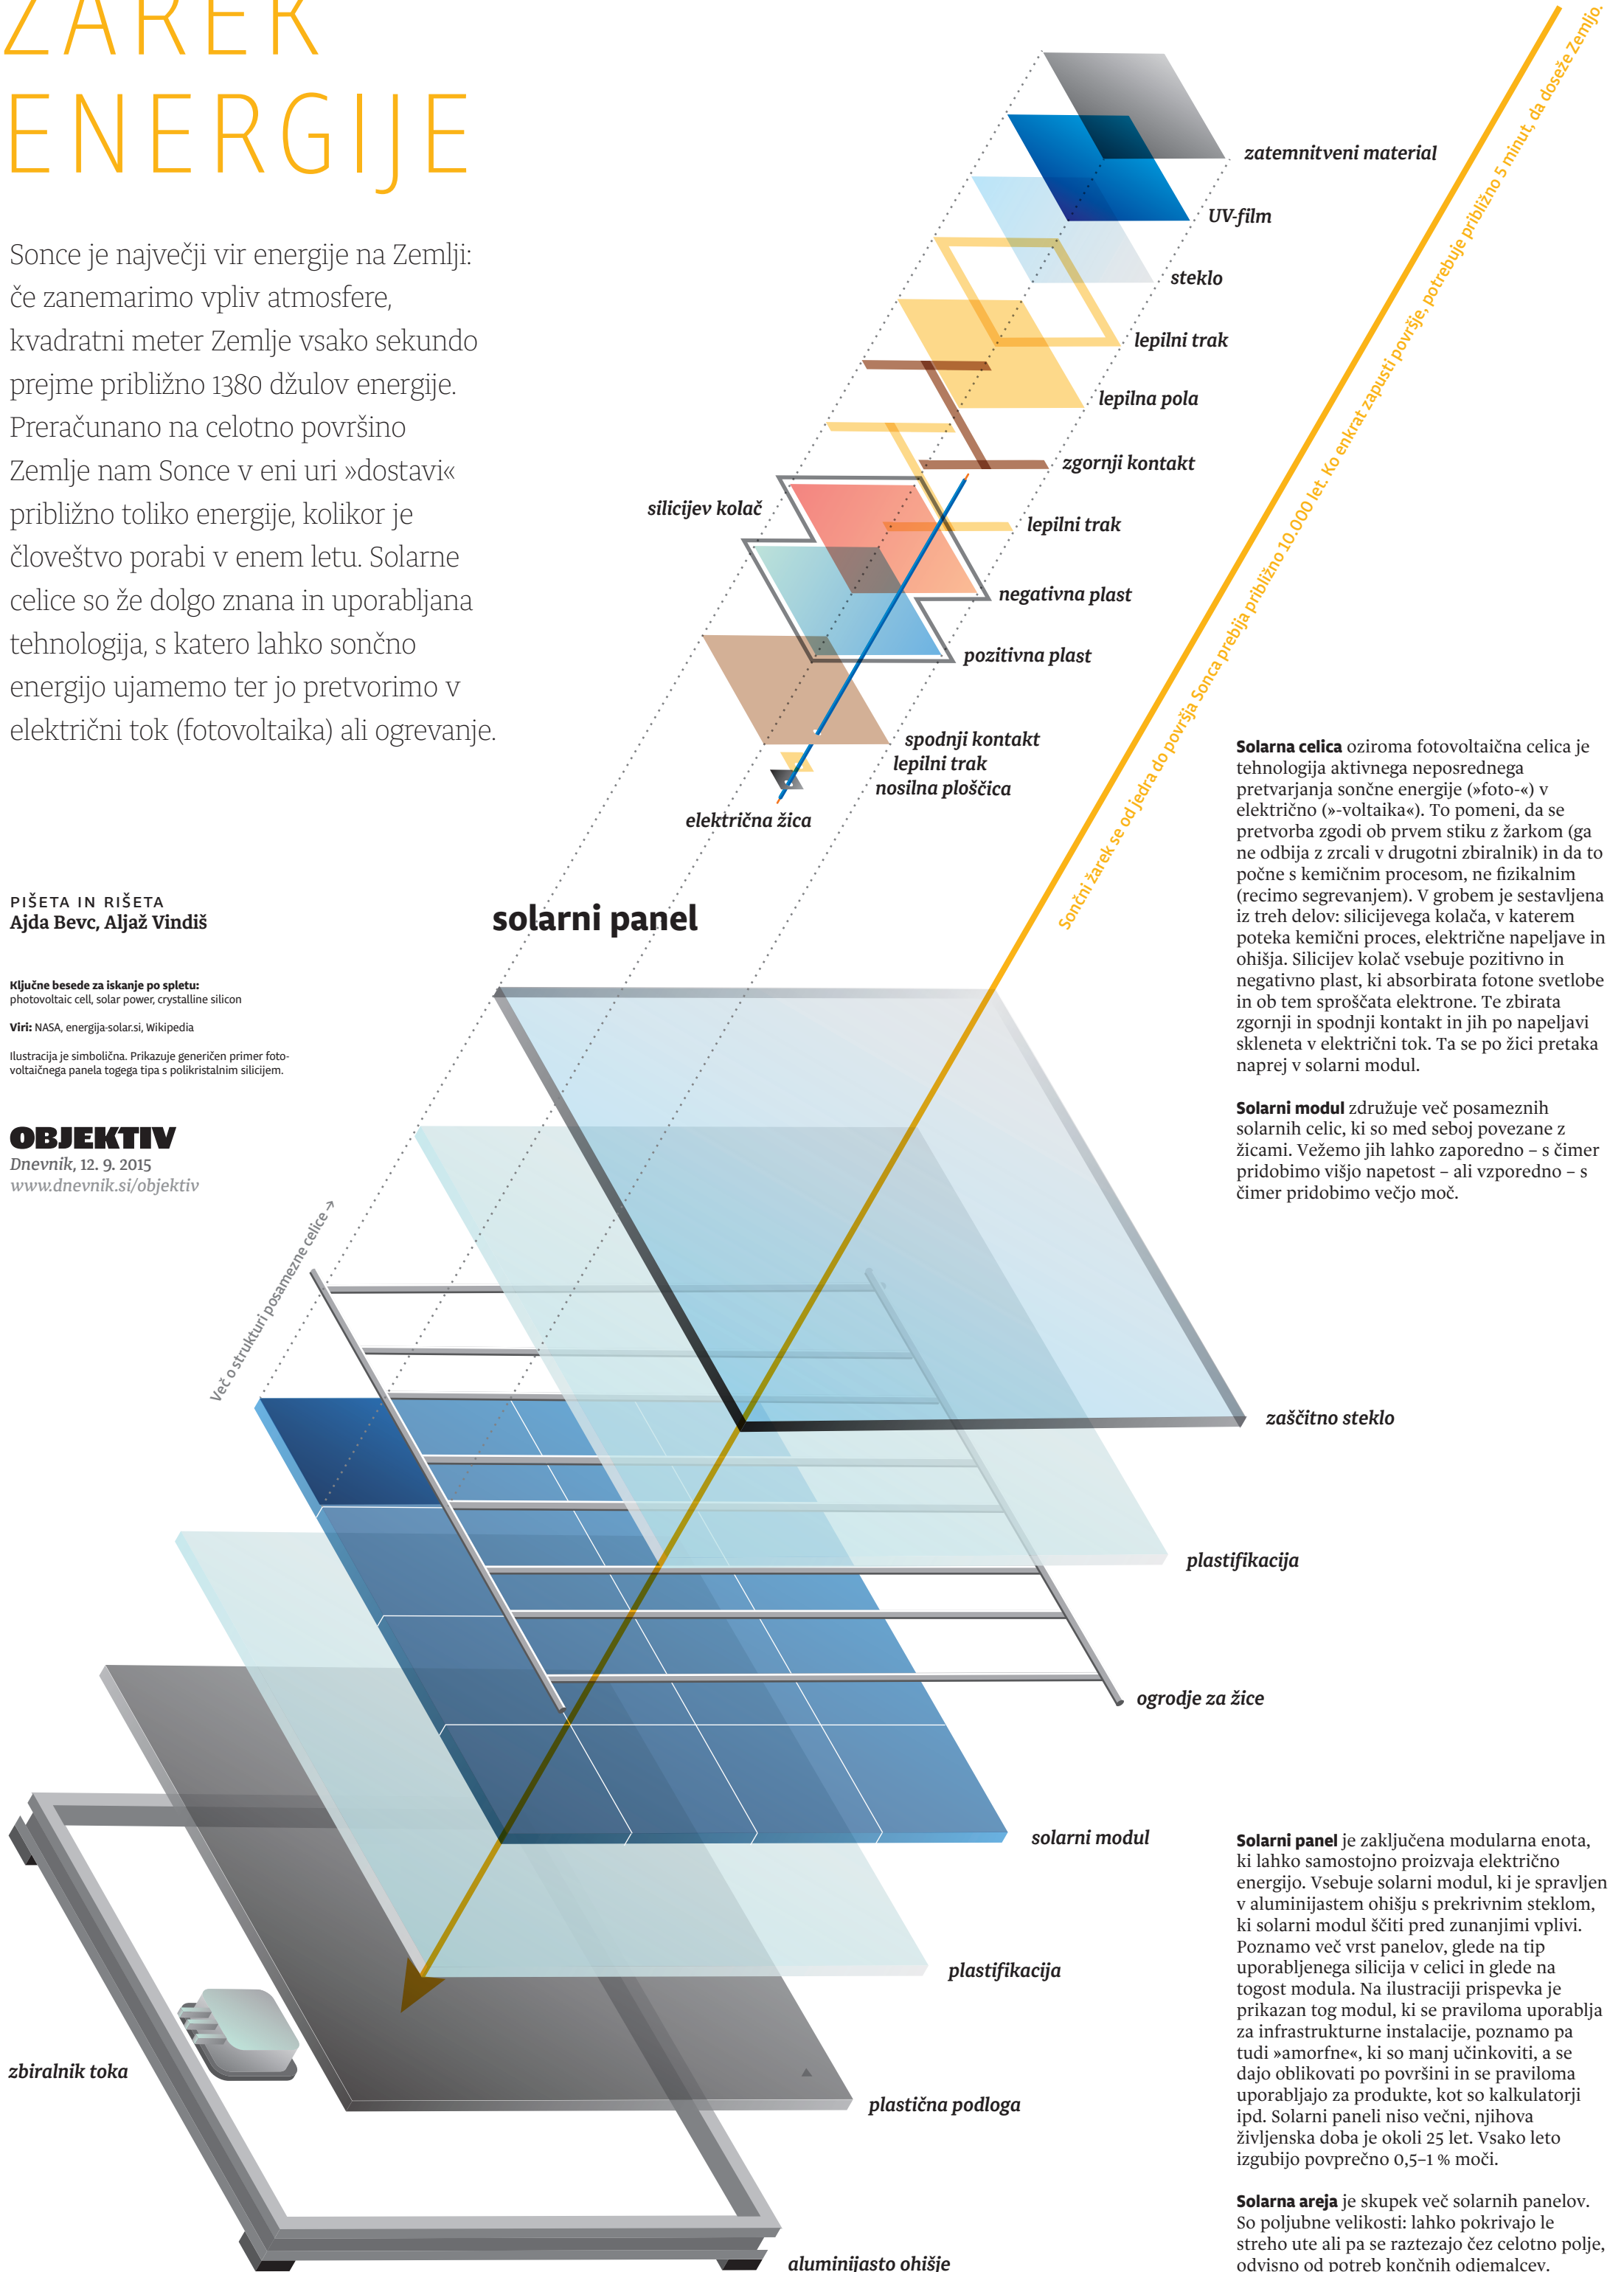 ŽAREK
ENERGIJE
Sonce je največji vir energije na Zemlji:
če zanemarimo vpliv atmosfere,
kvadratni meter Zemlje vsako sekundo
prejme približno 1380 džulov energije.
Preračunano na celotno površino
Zemlje nam Sonce v eni uri »dostavi«
približno toliko energije, kolikor je
človeštvo porabi v enem letu. Solarne
celice so že dolgo znana in uporabljana
tehnologija, s katero lahko sončno
energijo ujamemo ter jo pretvorimo v
električni tok (fotovoltaika) ali ogrevanje.
PIŠETA IN RIŠETA
Ajda Bevc, Aljaž Vindiš
Ključne besede za iskanje po spletu:
photovoltaic cell, solar power, crystalline silicon
Viri: NASA, energija-solar.si, Wikipedia
Ilustracija je simbolična. Prikazuje generičen primer foto-
voltaičnega panela togega tipa s polikristalnim silicijem.
OBJEKTIV
Dnevnik, 12. 9. 2015
www.dnevnik.si/objektiv
zatemnitveni material
UV-film
steklo
lepilni trak
lepilna pola
zgornji kontakt
silicijev kolač
lepilni trak
negativna plast
pozitivna plast
spodnji kontakt
lepilni trak
nosilna ploščica
električna žica
Sončni žarek se od jedra do površja Sonca prebija približno 10.000 let. Ko enkrat zapusti površje, potrebuje približno 5 minut, da doseže Zemljo.
solarni panel
Več o strukturi posamezne celice →
zaščitno steklo
plastifikacija
ogrodje za žice
solarni modul
plastifikacija
zbiralnik toka
plastična podloga
aluminijasto ohišje
Solarna celica oziroma fotovoltaična celica je
tehnologija aktivnega neposrednega
pretvarjanja sončne energije (»foto-«) v
električno (»-voltaika«). To pomeni, da se
pretvorba zgodi ob prvem stiku z žarkom (ga
ne odbija z zrcali v drugotni zbiralnik) in da to
počne s kemičnim procesom, ne fizikalnim
(recimo segrevanjem). V grobem je sestavljena
iz treh delov: silicijevega kolača, v katerem
poteka kemični proces, električne napeljave in
ohišja. Silicijev kolač vsebuje pozitivno in
negativno plast, ki absorbirata fotone svetlobe
in ob tem sproščata elektrone. Te zbirata
zgornji in spodnji kontakt in jih po napeljavi
skleneta v električni tok. Ta se po žici pretaka
naprej v solarni modul.
Solarni modul združuje več posameznih
solarnih celic, ki so med seboj povezane z
žicami. Vežemo jih lahko zaporedno – s čimer
pridobimo višjo napetost – ali vzporedno – s
čimer pridobimo večjo moč.
Solarni panel je zaključena modularna enota,
ki lahko samostojno proizvaja električno
energijo. Vsebuje solarni modul, ki je spravljen
v aluminijastem ohišju s prekrivnim steklom,
ki solarni modul ščiti pred zunanjimi vplivi.
Poznamo več vrst panelov, glede na tip
uporabljenega silicija v celici in glede na
togost modula. Na ilustraciji prispevka je
prikazan tog modul, ki se praviloma uporablja
za infrastrukturne instalacije, poznamo pa
tudi »amorfne«, ki so manj učinkoviti, a se
dajo oblikovati po površini in se praviloma
uporabljajo za produkte, kot so kalkulatorji
ipd. Solarni paneli niso večni, njihova
življenska doba je okoli 25 let. Vsako leto
izgubijo povprečno 0,5–1 % moči.
Solarna areja je skupek več solarnih panelov.
So poljubne velikosti: lahko pokrivajo le
streho ute ali pa se raztezajo čez celotno polje,
odvisno od potreb končnih odjemalcev.